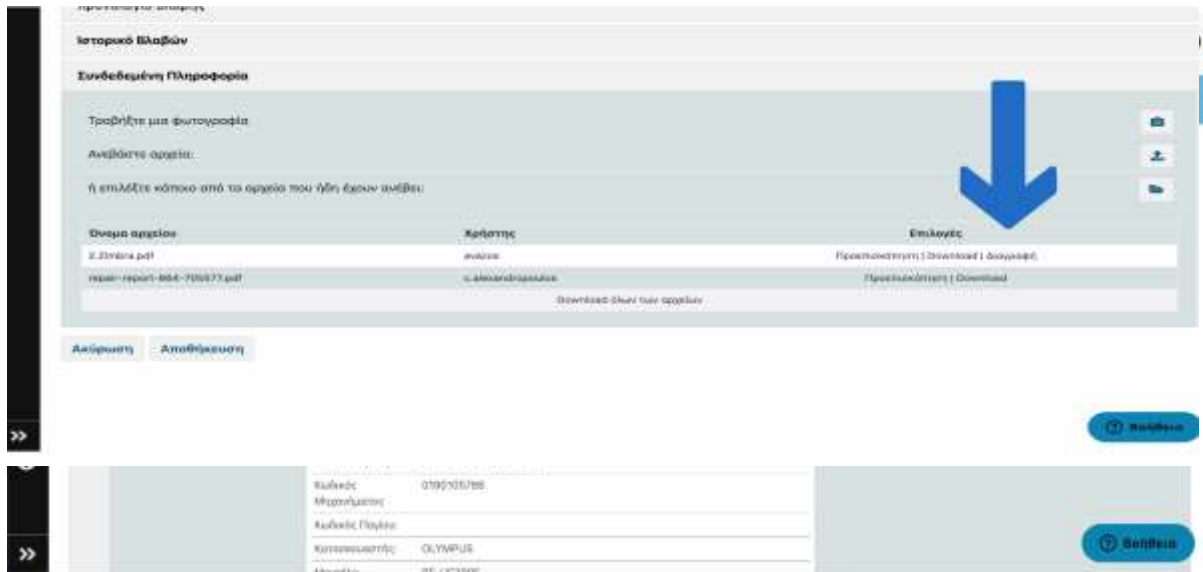 Ιστορικό Βλαβών
Συνδεδεμένη Πληροφορία
Τραβήξτε μια φωτογραφία
Ανεβάστε αρχεία:
ή επιλέξτε κάποιο από τα αρχεία που ήδη έχουν ανέβει:
Όνομα αρχείου Χρήστης Επιλογές
2.Zimbra.pdf Προεπισκόπηση | Download | Διαγραφή
c.alexandropoulos Προεπισκόπηση | Download
Download όλων των αρχείων
Ακύρωση Αποθήκευση
Βοήθεια
Κωδικός Μηχανήματος
Κωδικός Παγίου:
Κατασκευαστής: OLYMPUS
Βοήθεια